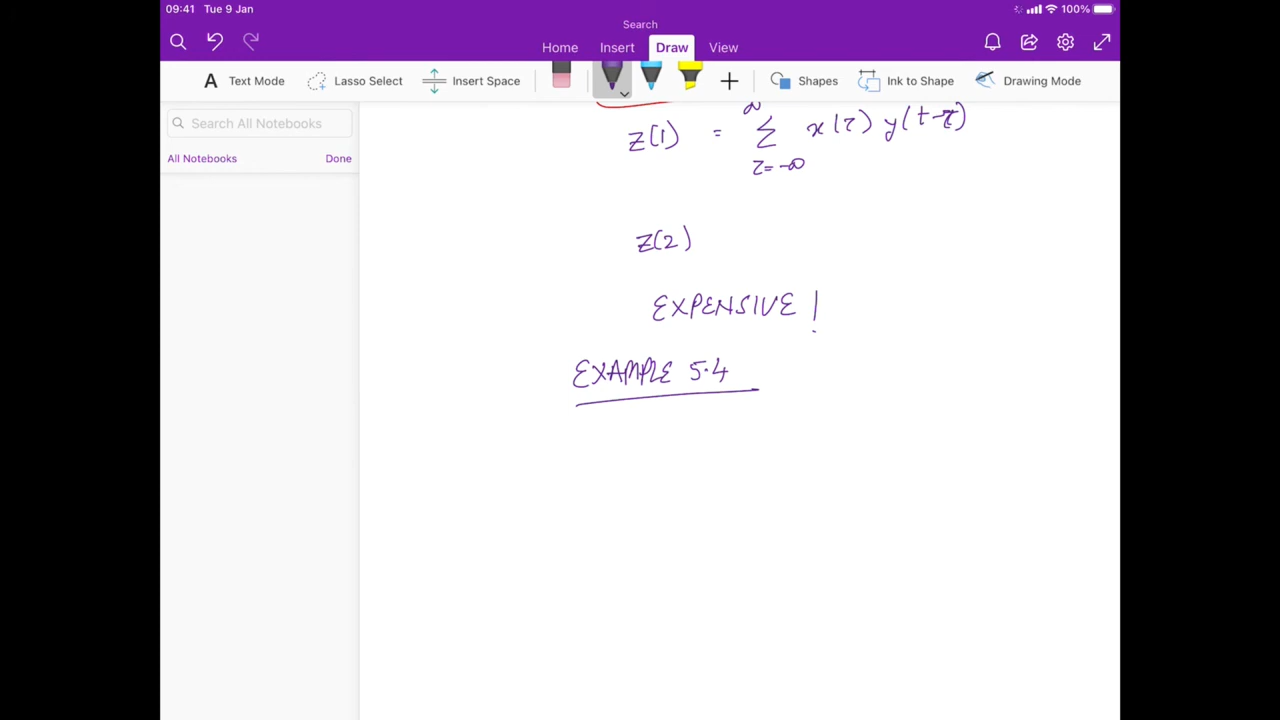 09:41 Tue 9 Jan
100%
Search
Home Insert Draw View
Text Mode Lasso Select Insert Space Shapes Ink to Shape Drawing Mode
Search All Notebooks
All Notebooks Done
∞
z(1) = Σ x(τ) y(t-τ)
τ=-∞
z(2)
EXPENSIVE!
EXAMPLE 5.4